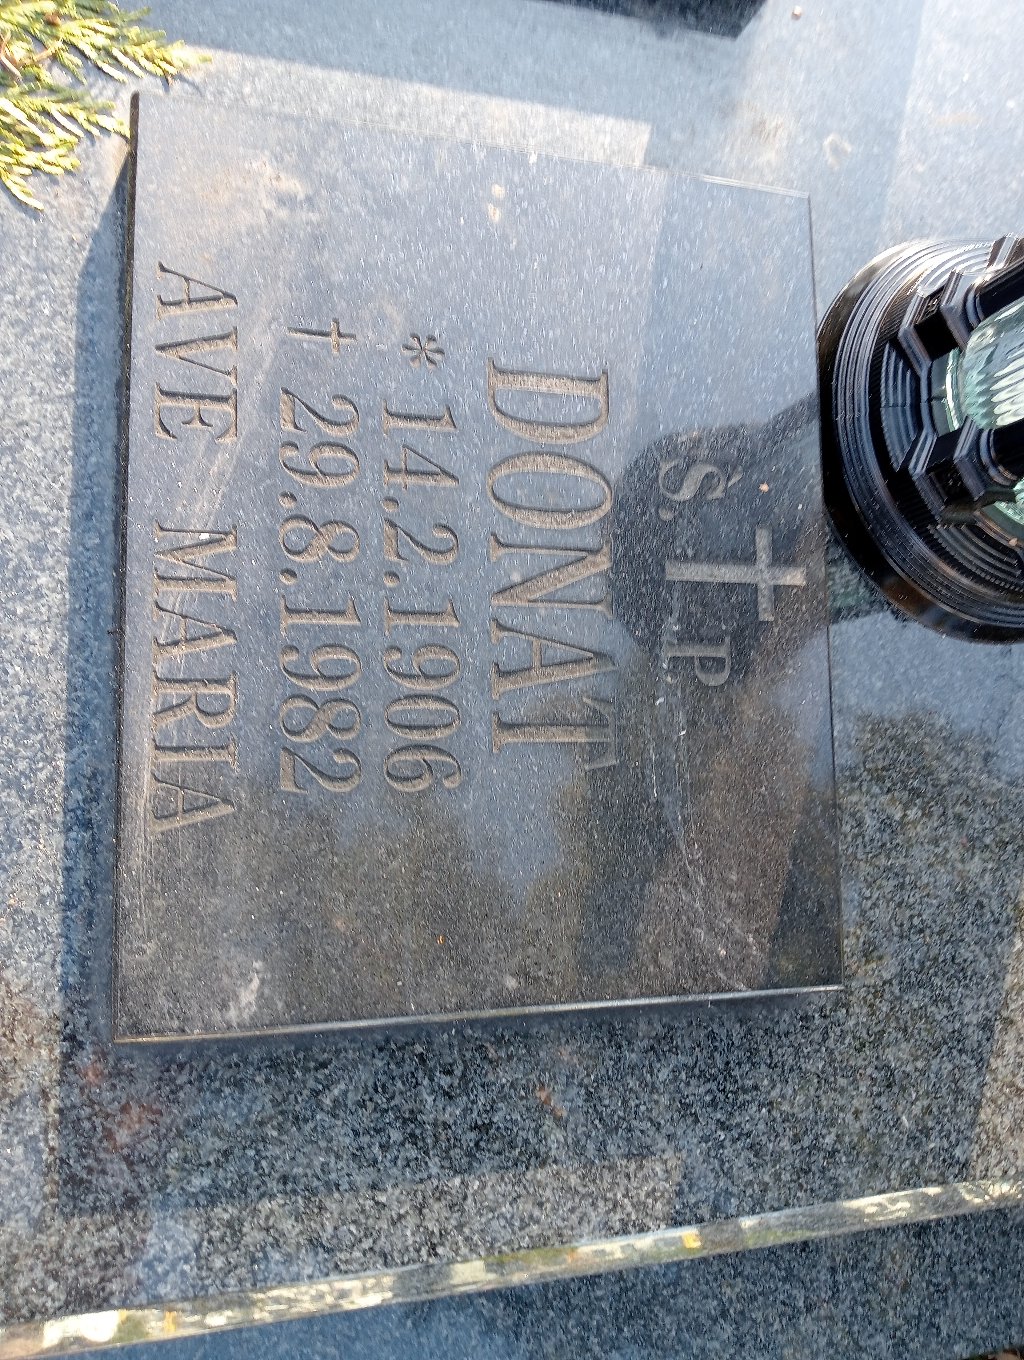 Ś. P.
DONAT
* 14.2.1906
† 29.8.1982
AVE MARIA